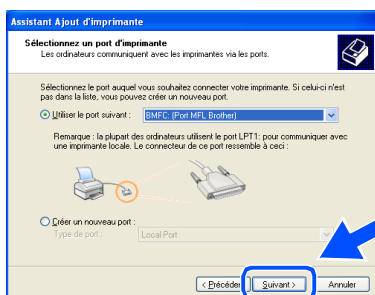 Assistant Ajout d'imprimante
Sélectionnez un port d'imprimante
Les ordinateurs communiquent avec les imprimantes via les ports.
Sélectionnez le port auquel vous souhaitez connecter votre imprimante. Si celui-ci n'est
pas dans la liste, vous pouvez créer un nouveau port.
Utiliser le port suivant : BMFC: (Port MFL Brother)
Remarque : la plupart des ordinateurs utilisent le port LPT1: pour communiquer avec
une imprimante locale. Le connecteur de ce port ressemble à ceci :
Créer un nouveau port :
Type de port : Local Port
< Précéden Suivant > Annuler